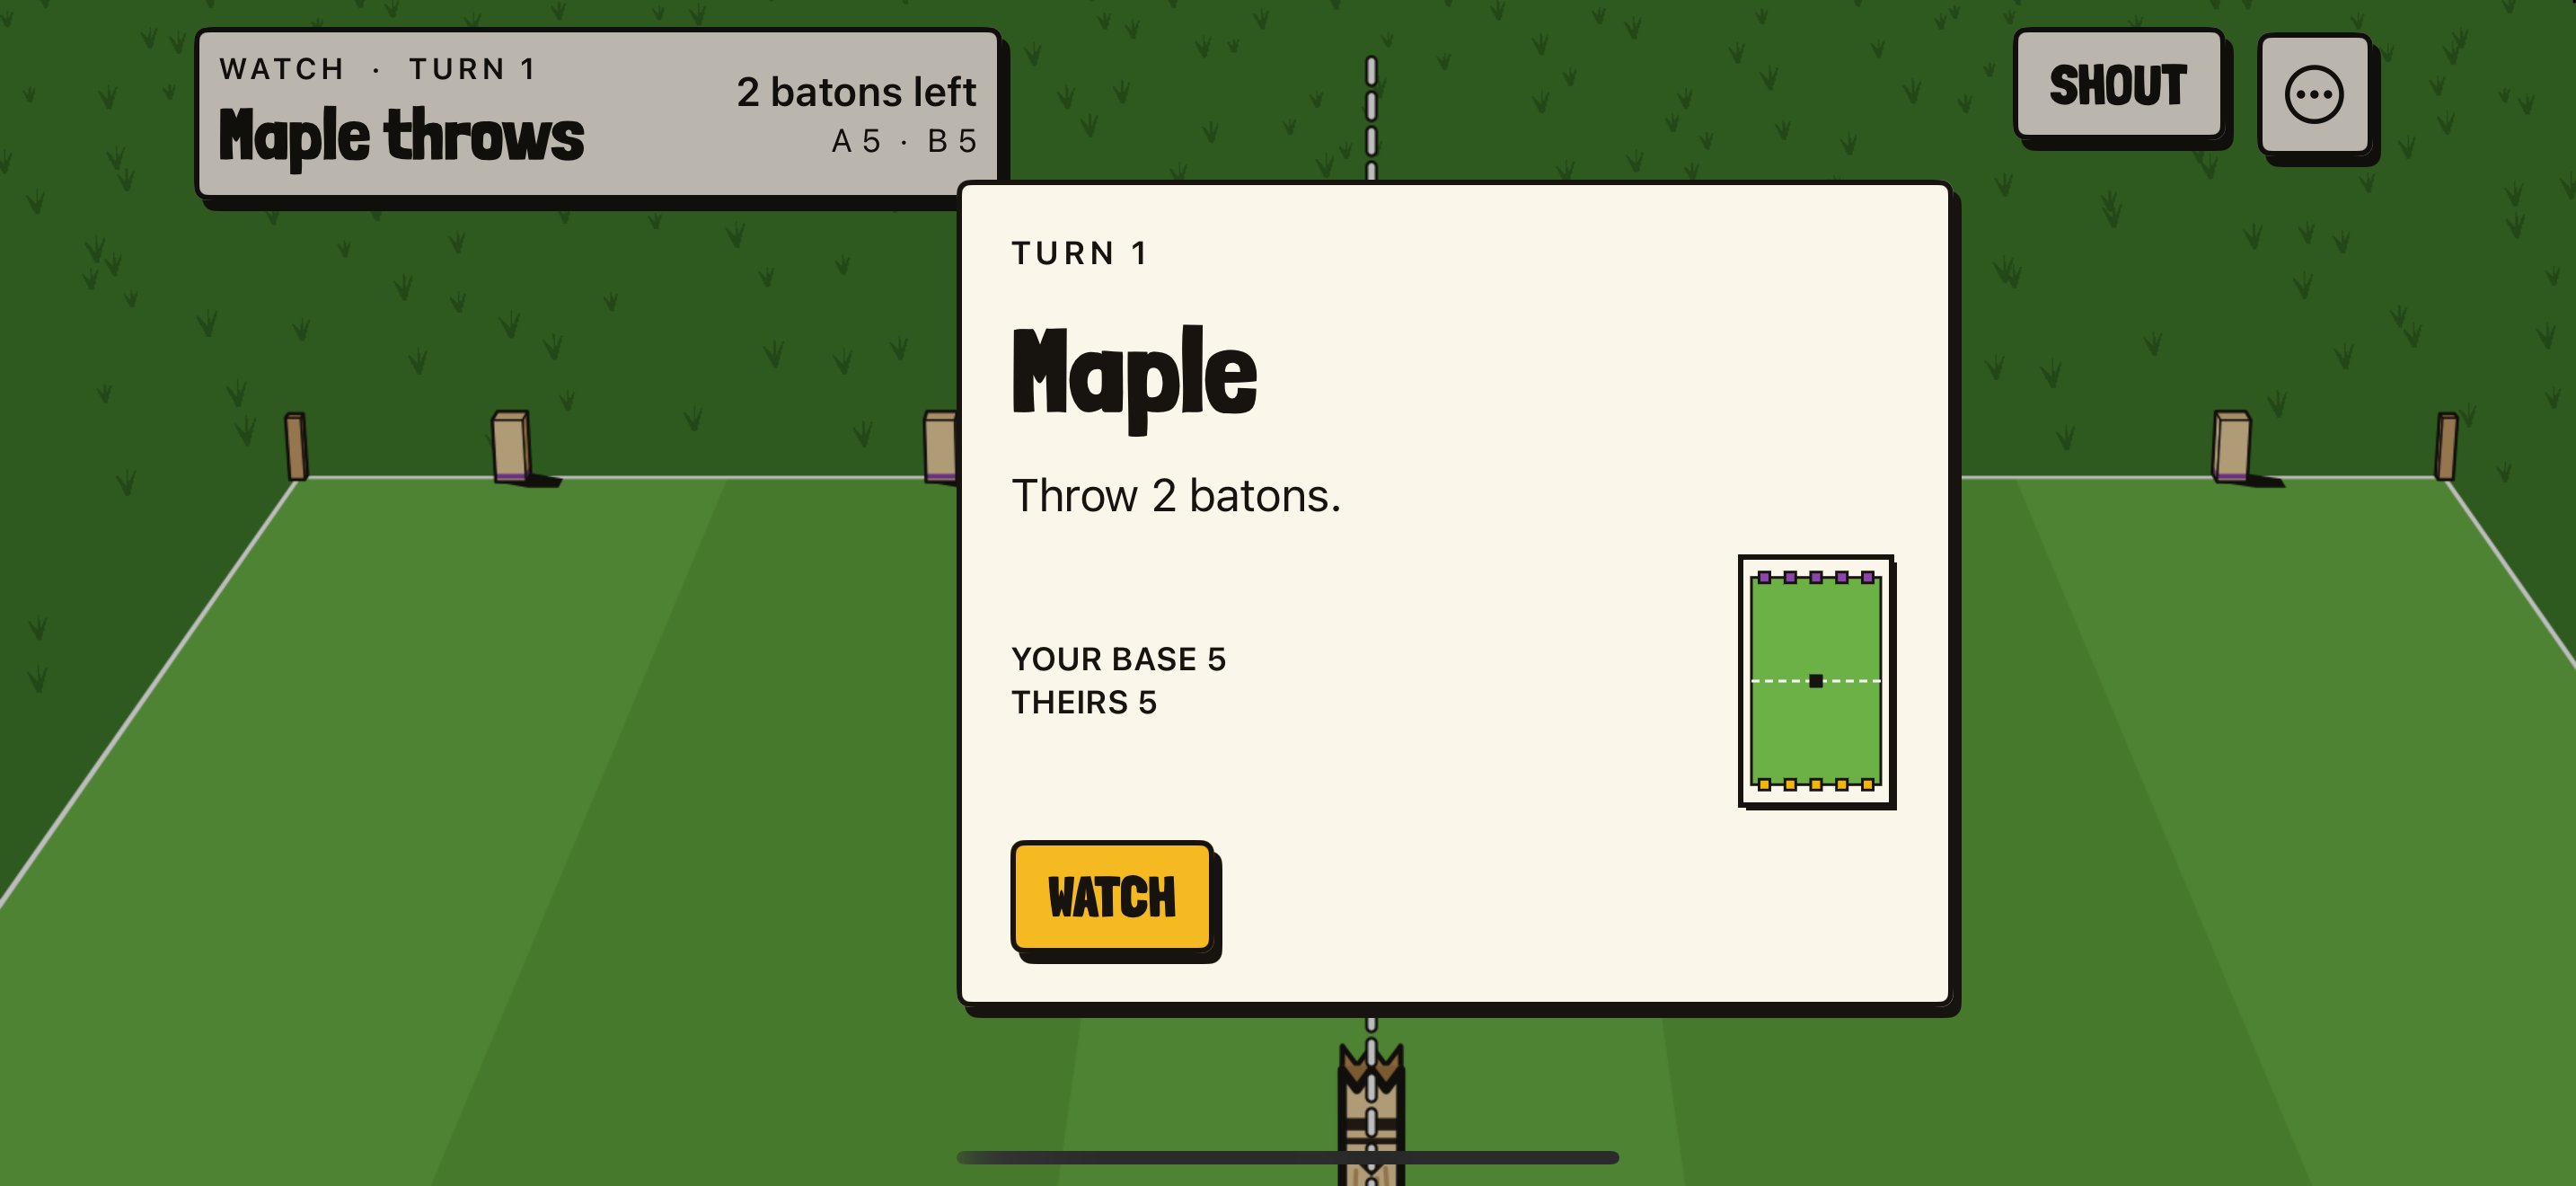 WATCH · TURN 1
Maple throws
2 batons left
A 5 · B 5
SHOUT
TURN 1
Maple
Throw 2 batons.
YOUR BASE 5
THEIRS 5
WATCH